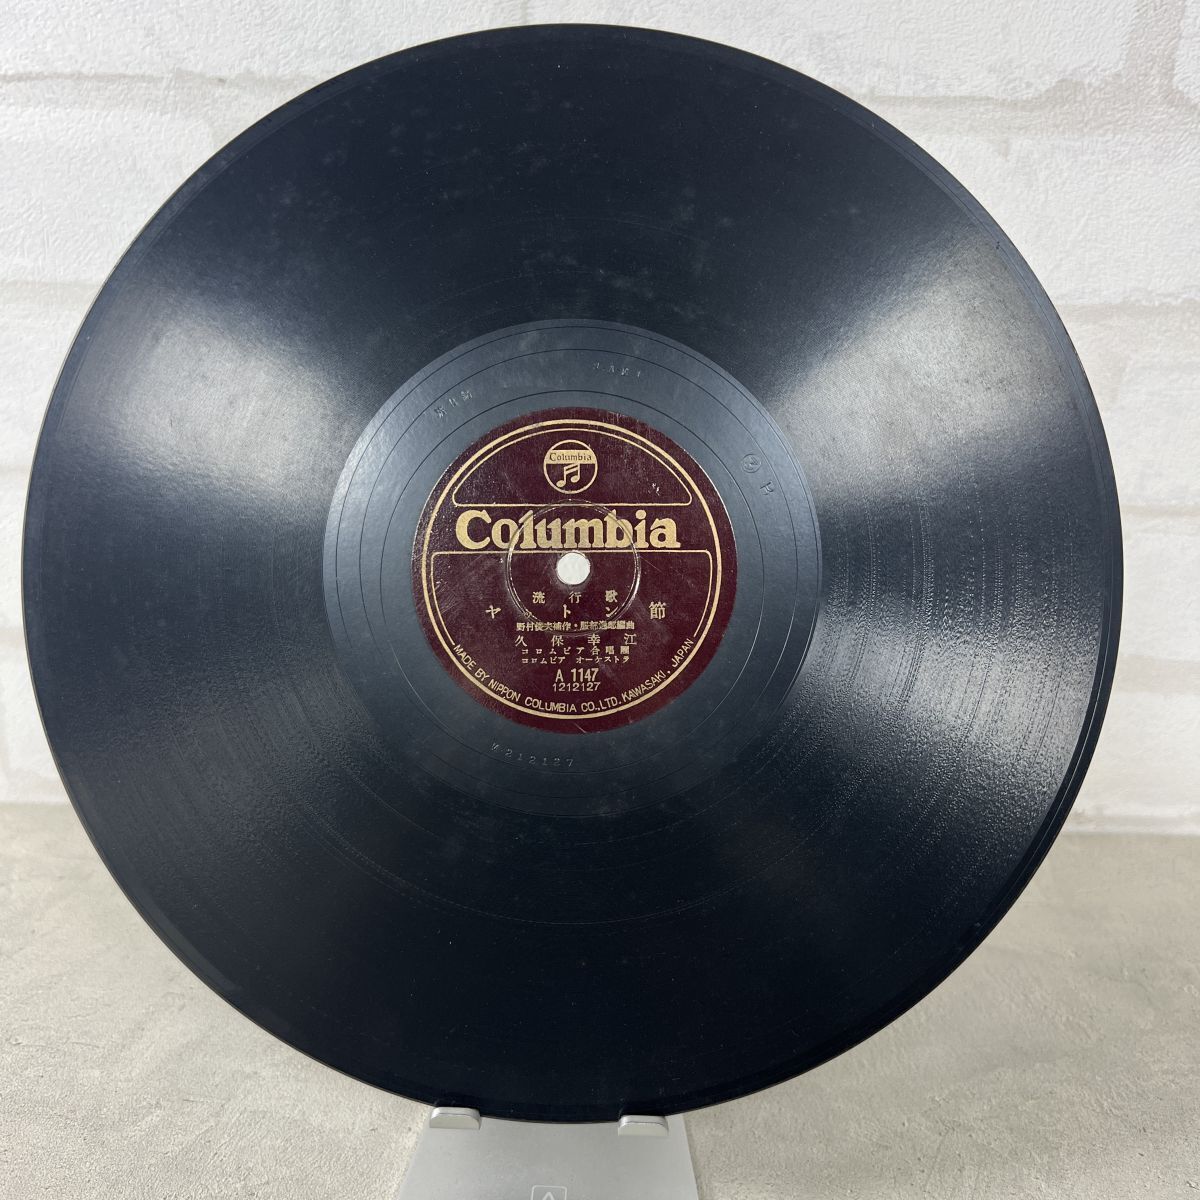 Columbia
Columbia
流行歌
ヤットン節
野村俊夫補作・服部逸郎編曲
久保幸江
コロムビア合唱團
コロムビア オーケストラ
A 1147
1212127
MADE BY NIPPON COLUMBIA CO.,LTD. KAWASAKI, JAPAN
M 212127